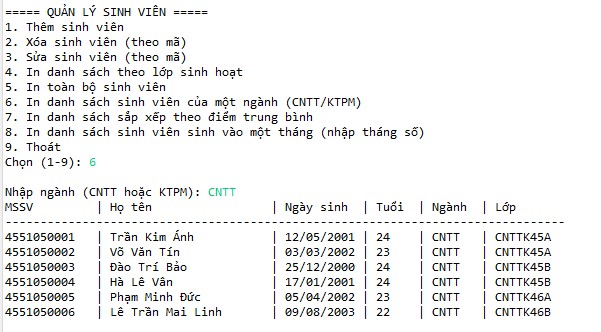 ===== QUẢN LÝ SINH VIÊN =====
1. Thêm sinh viên
2. Xóa sinh viên (theo mã)
3. Sửa sinh viên (theo mã)
4. In danh sách theo lớp sinh hoạt
5. In toàn bộ sinh viên
6. In danh sách sinh viên của một ngành (CNTT/KTPM)
7. In danh sách sắp xếp theo điểm trung bình
8. In danh sách sinh viên sinh vào một tháng (nhập tháng số)
9. Thoát
Chọn (1-9): 6

Nhập ngành (CNTT hoặc KTPM): CNTT
MSSV | Họ tên | Ngày sinh | Tuổi | Ngành | Lớp
--------------------------------------------------------------------------------
4551050001 | Trần Kim Ánh | 12/05/2001 | 24 | CNTT | CNTTK45A
4551050002 | Võ Văn Tín | 03/03/2002 | 23 | CNTT | CNTTK45A
4551050003 | Đào Trí Bảo | 25/12/2000 | 24 | CNTT | CNTTK45B
4551050004 | Hà Lê Vân | 17/01/2001 | 24 | CNTT | CNTTK45B
4551050005 | Phạm Minh Đức | 05/04/2002 | 23 | CNTT | CNTTK46A
4551050006 | Lê Trần Mai Linh | 09/08/2003 | 22 | CNTT | CNTTK46B